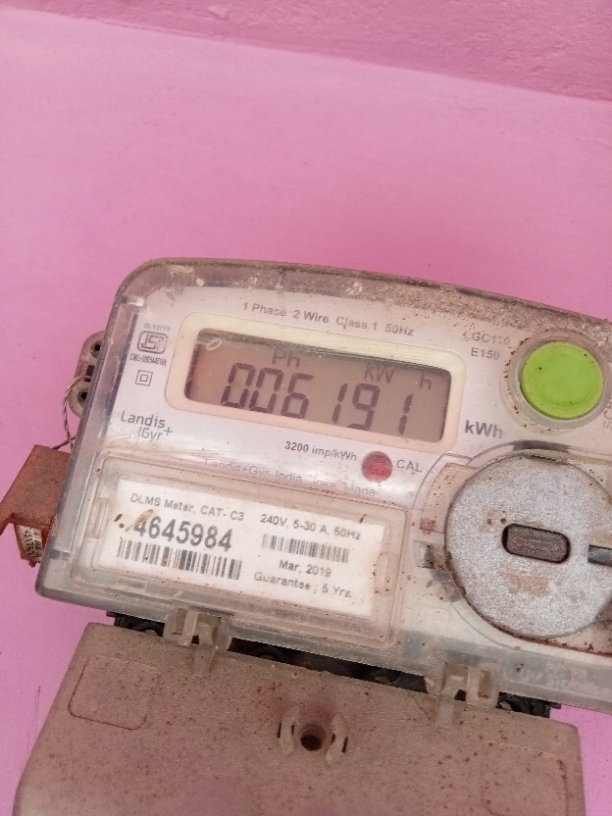 1 Phase 2 Wire Class 1 50Hz
E150
Ph kW h
006191
kWh
Landis
Gyr+
3200 imp/kWh
CAL
DLMS Meter, CAT- C3
4645984
240V, 5-30 A, 50Hz
Mar, 2019
Guarantee , 5 Yrs.